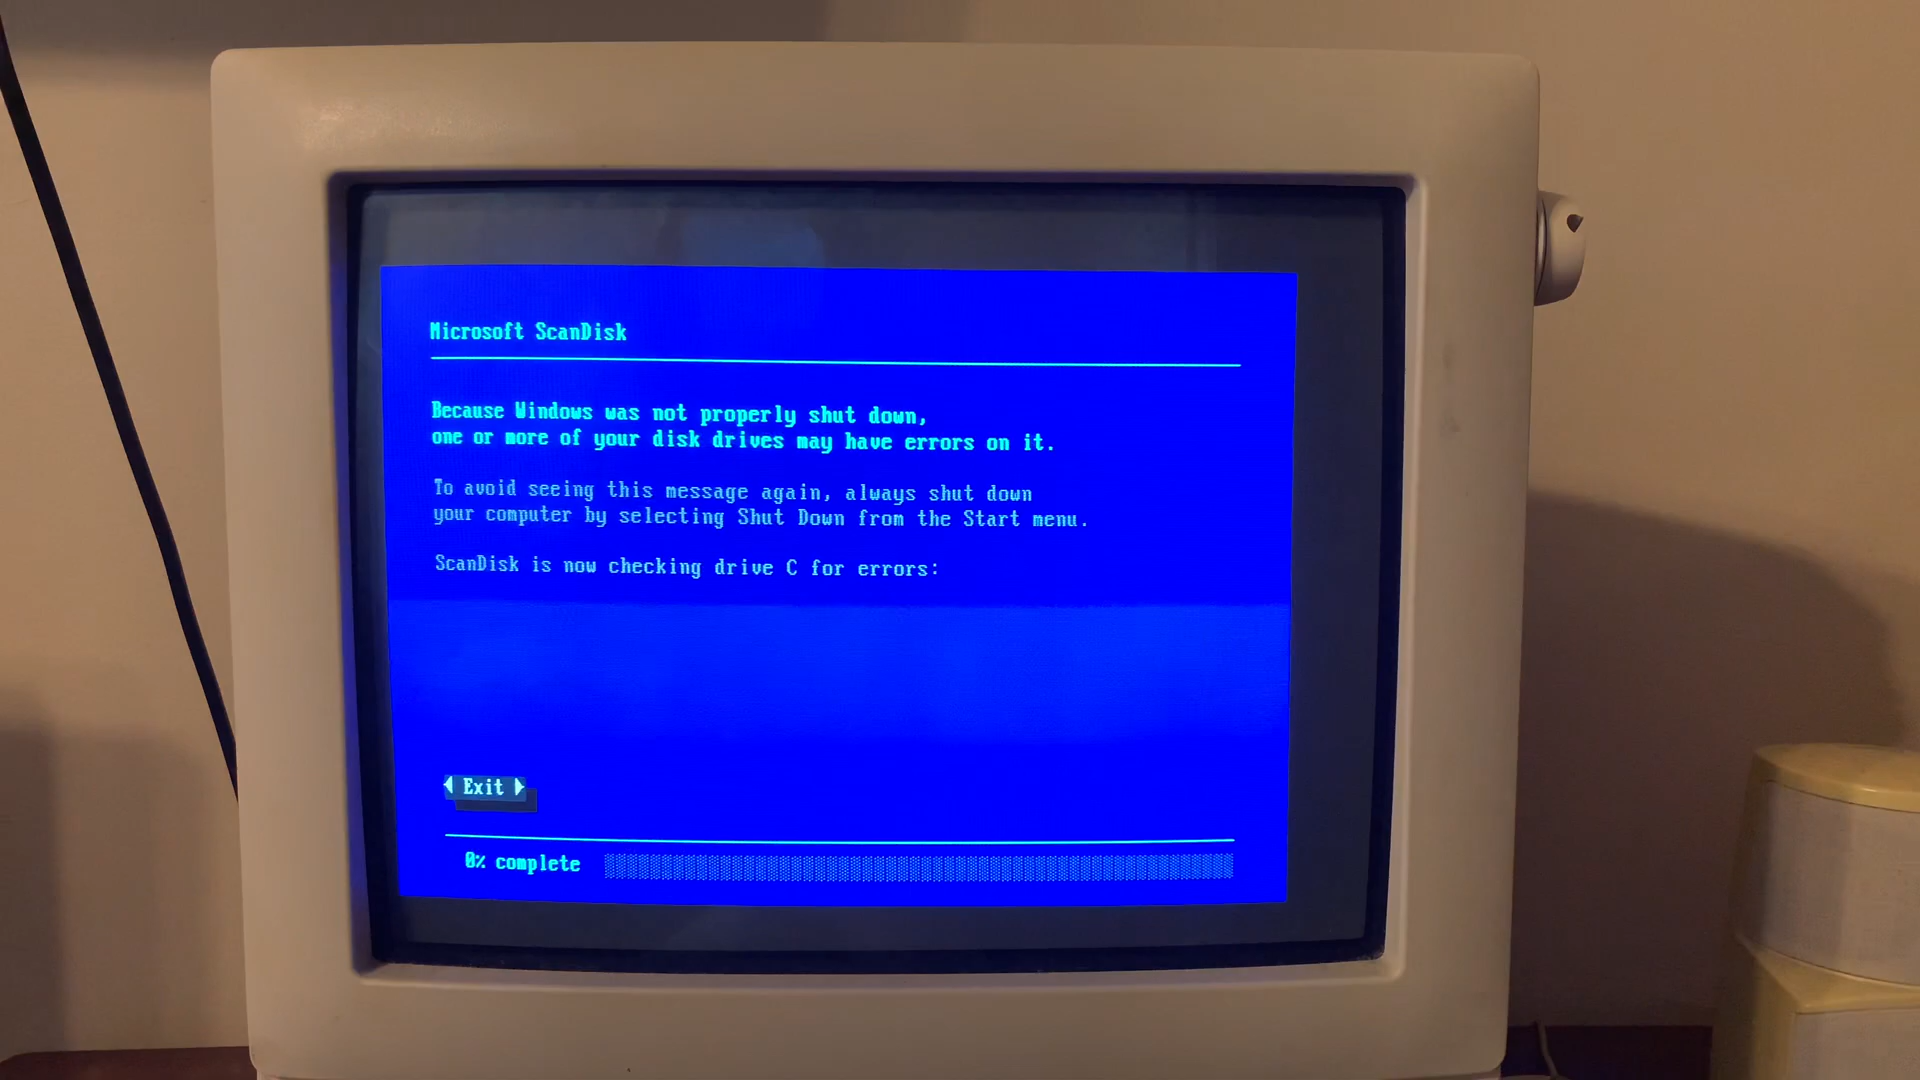 Microsoft ScanDisk
Because Windows was not properly shut down,
one or more of your disk drives may have errors on it.
To avoid seeing this message again, always shut down
your computer by selecting Shut Down from the Start menu.
ScanDisk is now checking drive C for errors:
Exit
0% complete